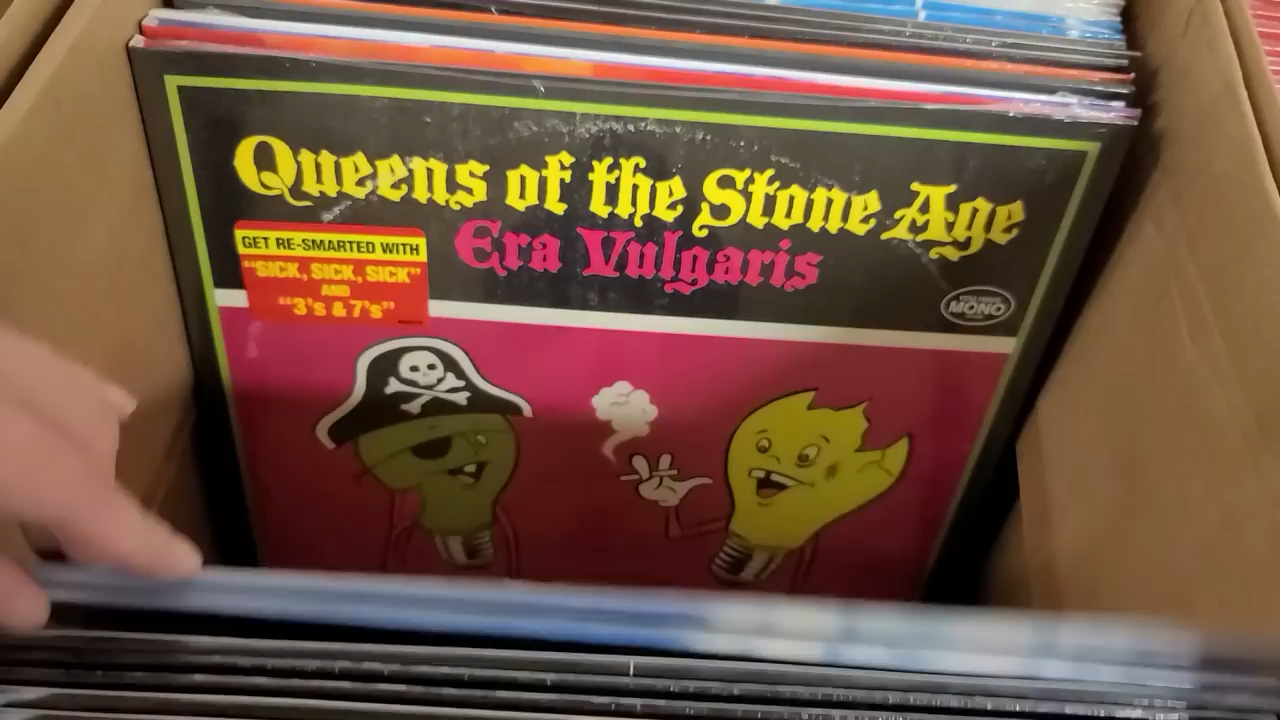 Queens of the Stone Age
Era Vulgaris
GET RE-SMARTED WITH
"SICK, SICK, SICK"
AND
"3's & 7's"
MONO